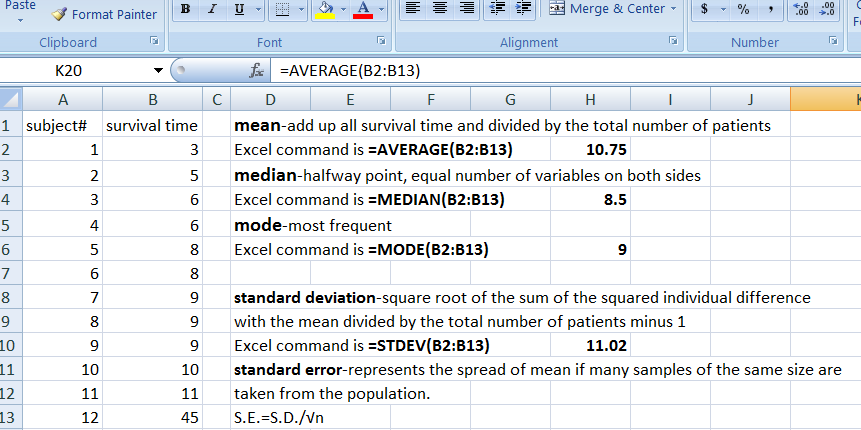 Paste Format Painter B I U A Merge & Center $ % , .0 .00 .00 .0
Clipboard Font Alignment Number
K20 fx =AVERAGE(B2:B13)
A B C D E F G H I J
1 subject# survival time mean-add up all survival time and divided by the total number of patients
2 1 3 Excel command is =AVERAGE(B2:B13) 10.75
3 2 5 median-halfway point, equal number of variables on both sides
4 3 6 Excel command is =MEDIAN(B2:B13) 8.5
5 4 6 mode-most frequent
6 5 8 Excel command is =MODE(B2:B13) 9
7 6 8
8 7 9 standard deviation-square root of the sum of the squared individual difference
9 8 9 with the mean divided by the total number of patients minus 1
10 9 9 Excel command is =STDEV(B2:B13) 11.02
11 10 10 standard error-represents the spread of mean if many samples of the same size are
12 11 11 taken from the population.
13 12 45 S.E.=S.D./√n